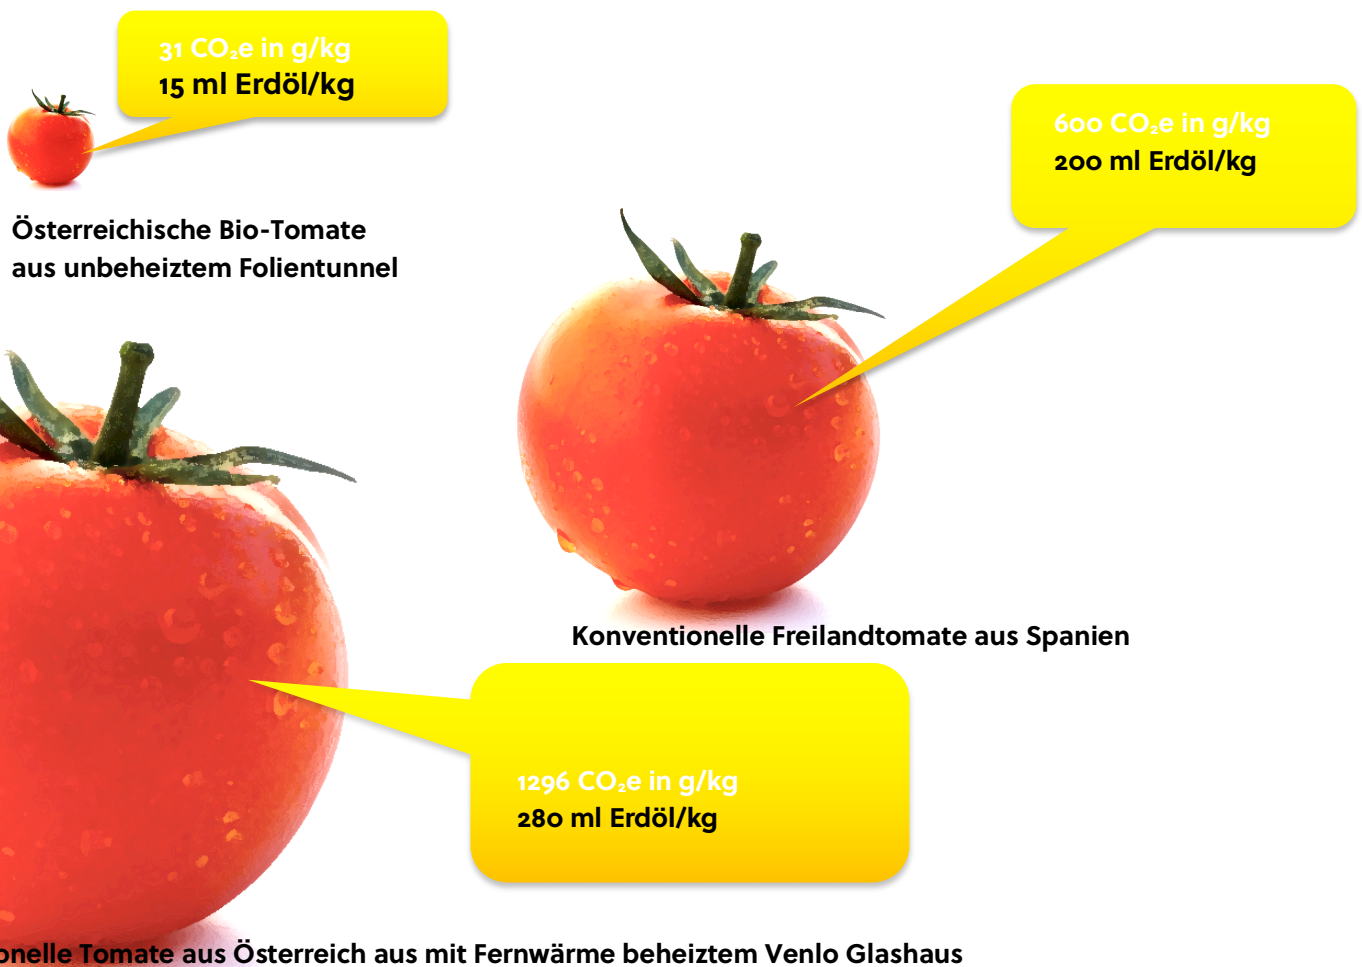 31 CO₂e in g/kg
15 ml Erdöl/kg
600 CO₂e in g/kg
200 ml Erdöl/kg
Österreichische Bio-Tomate
aus unbeheiztem Folientunnel
Konventionelle Freilandtomate aus Spanien
1296 CO₂e in g/kg
280 ml Erdöl/kg
onelle Tomate aus Österreich aus mit Fernwärme beheiztem Venlo Glashaus